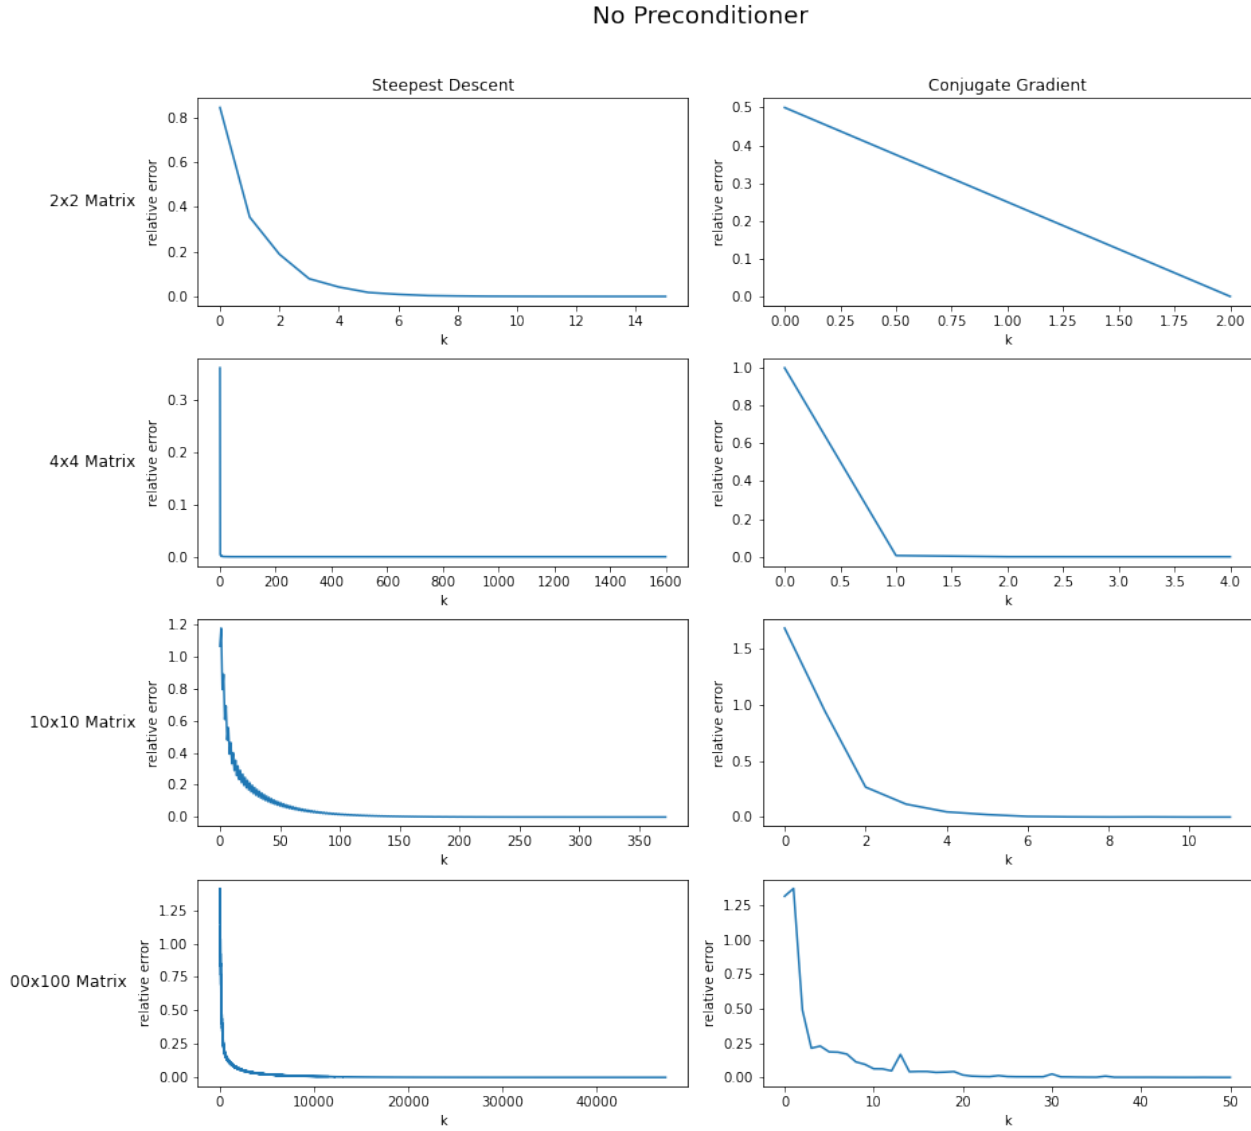 No Preconditioner
Steepest Descent
Conjugate Gradient
2x2 Matrix
relative error
0.8
0.6
0.4
0.2
0.0
0 2 4 6 8 10 12 14
k
relative error
0.5
0.4
0.3
0.2
0.1
0.0
0.00 0.25 0.50 0.75 1.00 1.25 1.50 1.75 2.00
k
4x4 Matrix
relative error
0.3
0.2
0.1
0.0
0 200 400 600 800 1000 1200 1400 1600
k
relative error
1.0
0.8
0.6
0.4
0.2
0.0
0.0 0.5 1.0 1.5 2.0 2.5 3.0 3.5 4.0
k
10x10 Matrix
relative error
1.2
1.0
0.8
0.6
0.4
0.2
0.0
0 50 100 150 200 250 300 350
k
relative error
1.5
1.0
0.5
0.0
0 2 4 6 8 10
k
00x100 Matrix
relative error
1.25
1.00
0.75
0.50
0.25
0.00
0 10000 20000 30000 40000
k
relative error
1.25
1.00
0.75
0.50
0.25
0.00
0 10 20 30 40 50
k